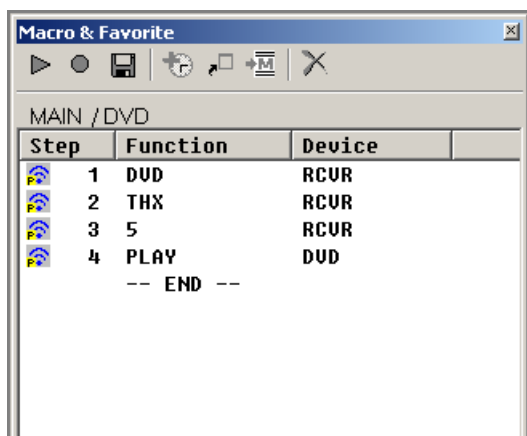 Macro & Favorite
M
MAIN / DVD
Step Function Device
P 1 DVD RCVR
P 2 THX RCVR
P 3 5 RCVR
P 4 PLAY DVD
-- END --